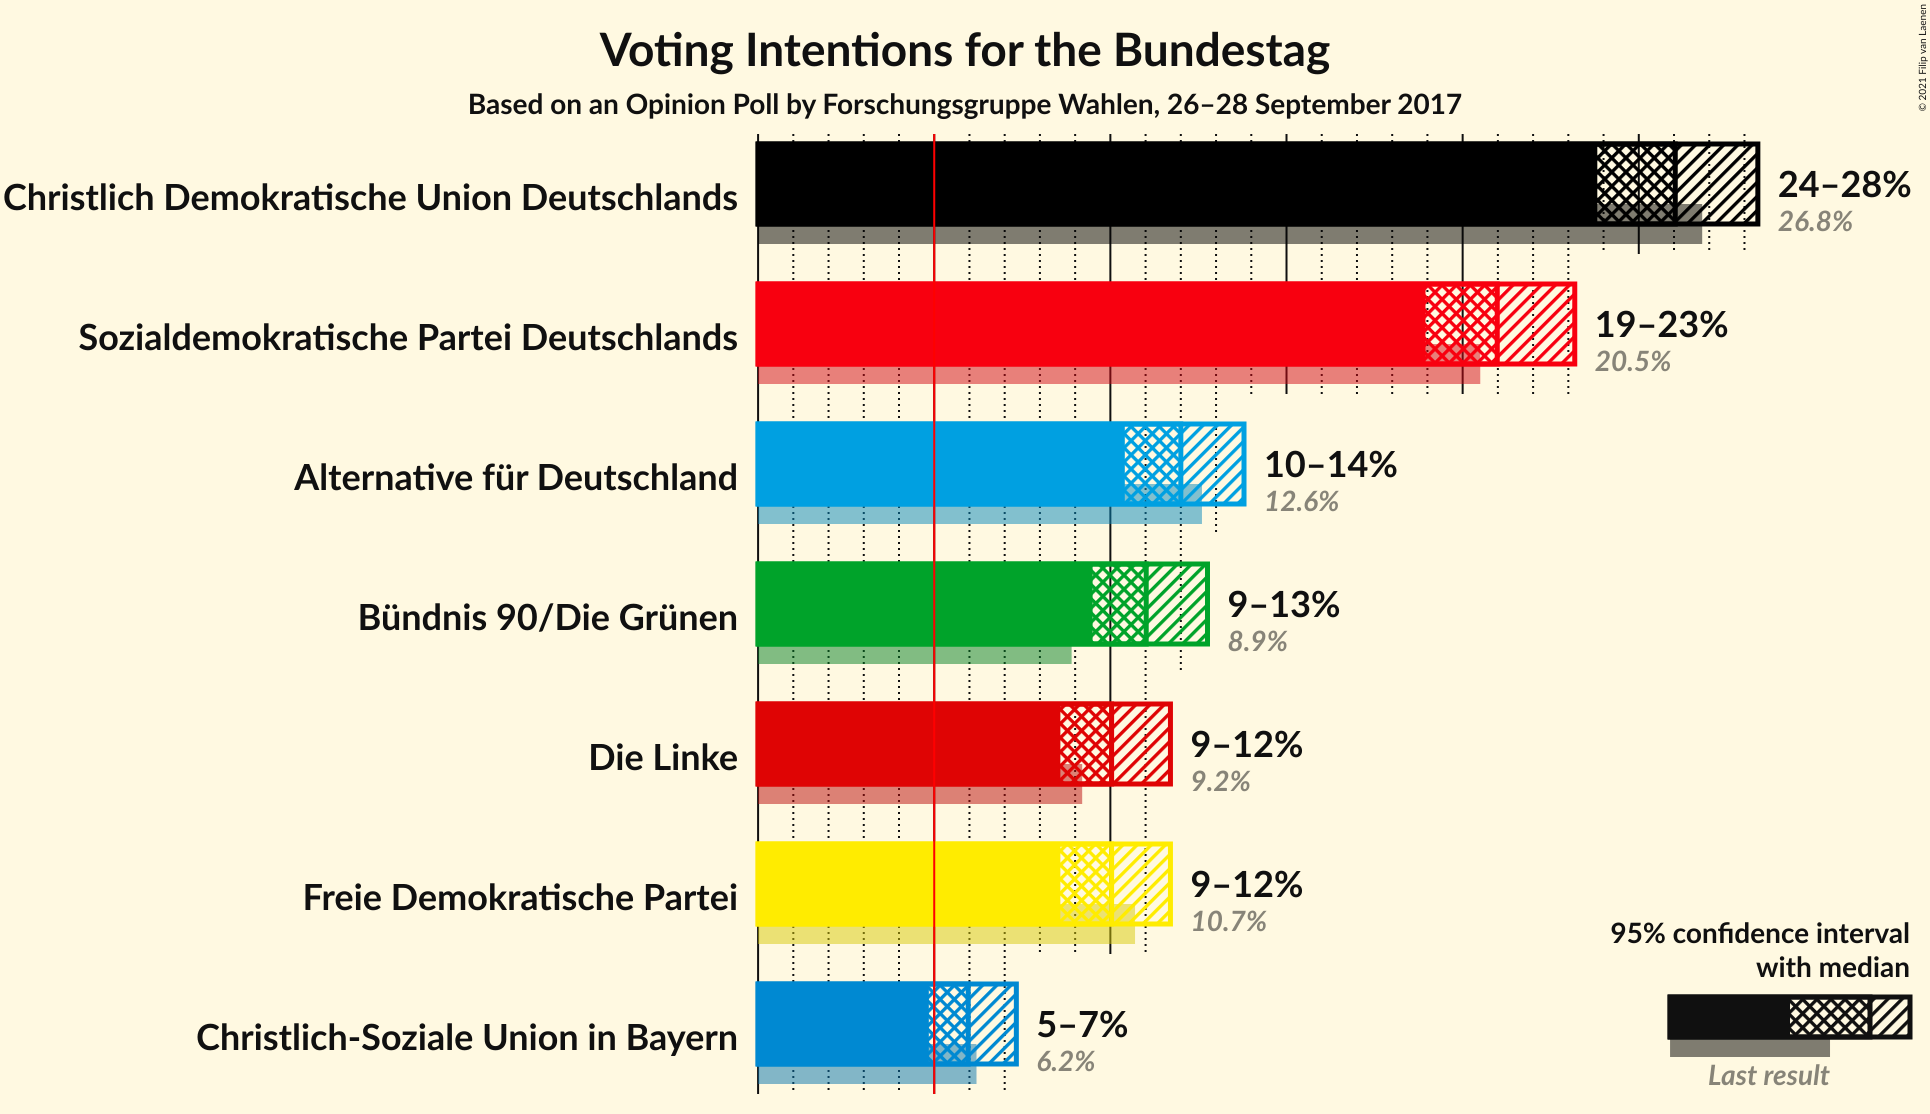 Voting Intentions for the Bundestag
Based on an Opinion Poll by Forschungsgruppe Wahlen, 26–28 September 2017
© 2021 Filip van Laenen
Christlich Demokratische Union Deutschlands
24–28%
26.8%
Sozialdemokratische Partei Deutschlands
19–23%
20.5%
Alternative für Deutschland
10–14%
12.6%
Bündnis 90/Die Grünen
9–13%
8.9%
Die Linke
9–12%
9.2%
Freie Demokratische Partei
9–12%
10.7%
Christlich-Soziale Union in Bayern
5–7%
6.2%
95% confidence interval
with median
Last result